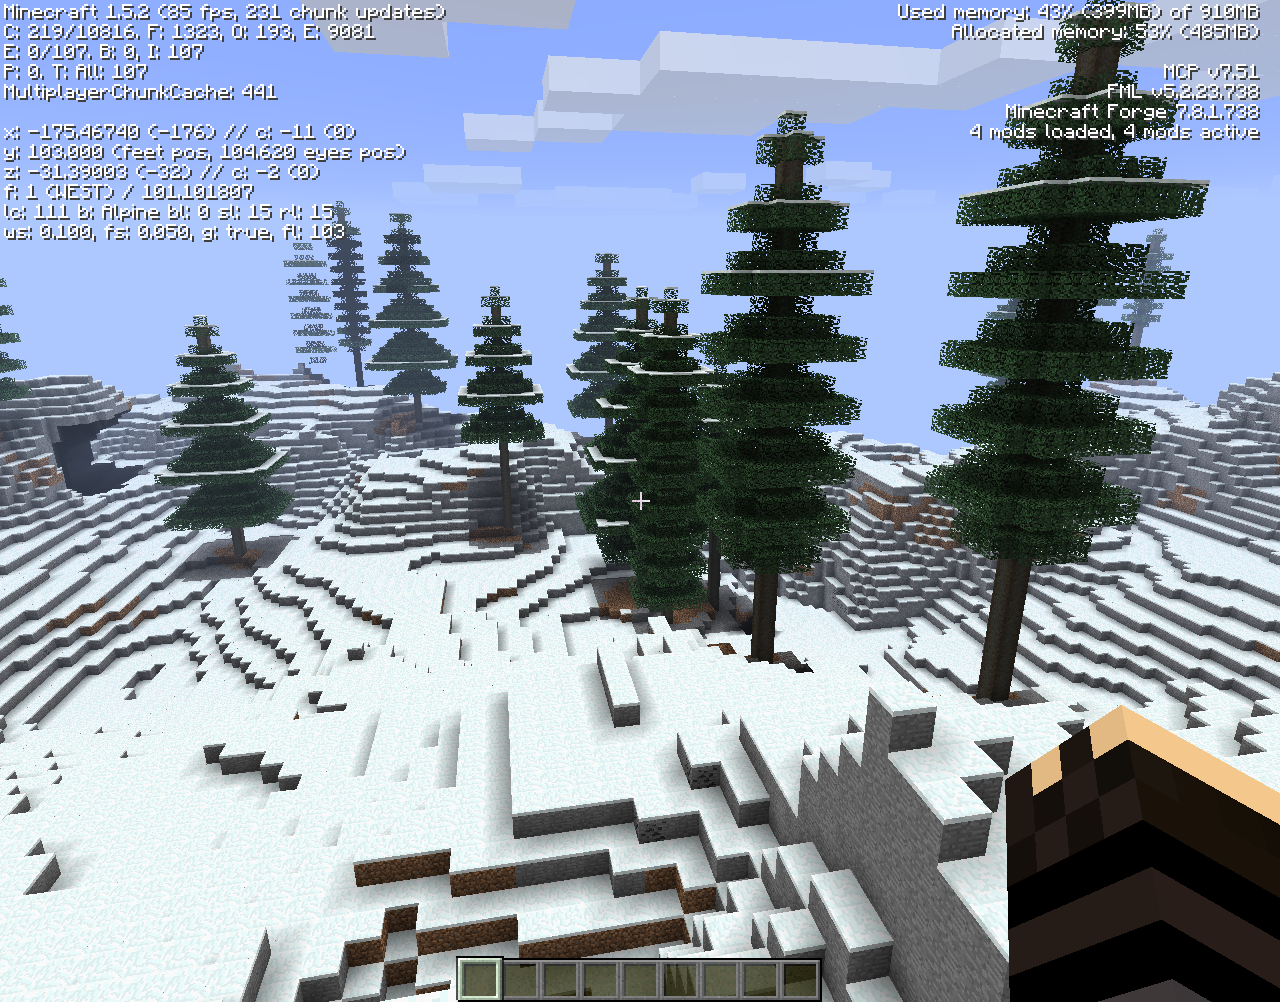 Minecraft 1.5.2 (85 fps, 231 chunk updates)
C: 219/10816. F: 1323, O: 193, E: 9081
E: 0/107. B: 0, I: 107
P: 0. T: All: 107
MultiplayerChunkCache: 441
x: -175.46740 (-176) // c: -11 (0)
y: 103.000 (feet pos, 104.620 eyes pos)
z: -31.39003 (-32) // c: -2 (0)
f: 1 (WEST) / 101.101807
lc: 111 b: Alpine bl: 0 sl: 15 rl: 15
ws: 0.100, fs: 0.050, g: true, fl: 103
Used memory: 43% (399MB) of 910MB
Allocated memory: 53% (485MB)
MCP v7.51
FML v5.2.23.738
Minecraft Forge 7.8.1.738
4 mods loaded, 4 mods active